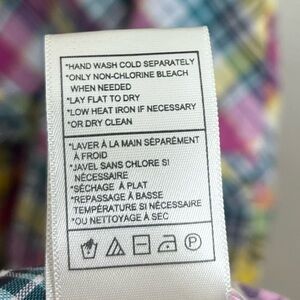 *HAND WASH COLD SEPARATELY
*ONLY NON-CHLORINE BLEACH
WHEN NEEDED
*LAY FLAT TO DRY
*LOW HEAT IRON IF NECESSARY
*OR DRY CLEAN
*LAVER À LA MAIN SÉPARÉMENT
À FROID
*JAVEL SANS CHLORE SI
NÉCESSAIRE
*SÉCHAGE À PLAT
*REPASSAGE À BASSE
TEMPÉRATURE SI NÉCESSAIRE
*OU NETTOYAGE À SEC
P